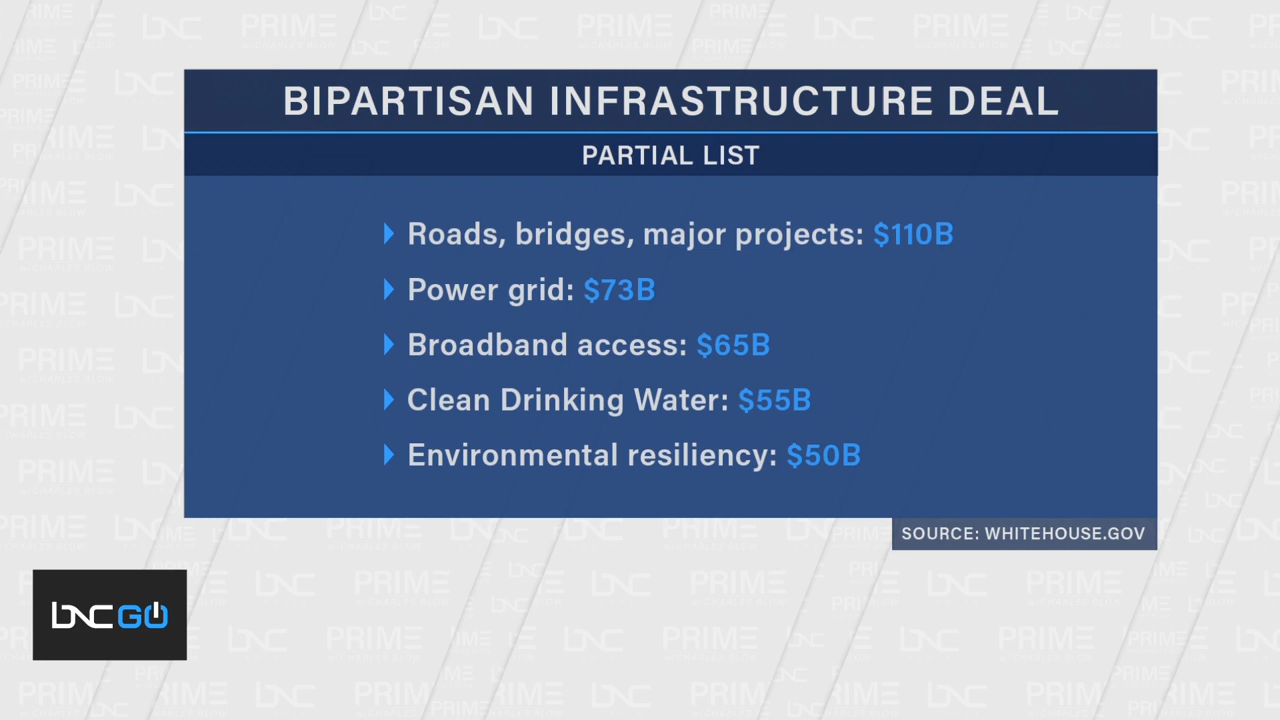 BIPARTISAN INFRASTRUCTURE DEAL
PARTIAL LIST
Roads, bridges, major projects: $110B
Power grid: $73B
Broadband access: $65B
Clean Drinking Water: $55B
Environmental resiliency: $50B
SOURCE: WHITEHOUSE.GOV
BNC GO